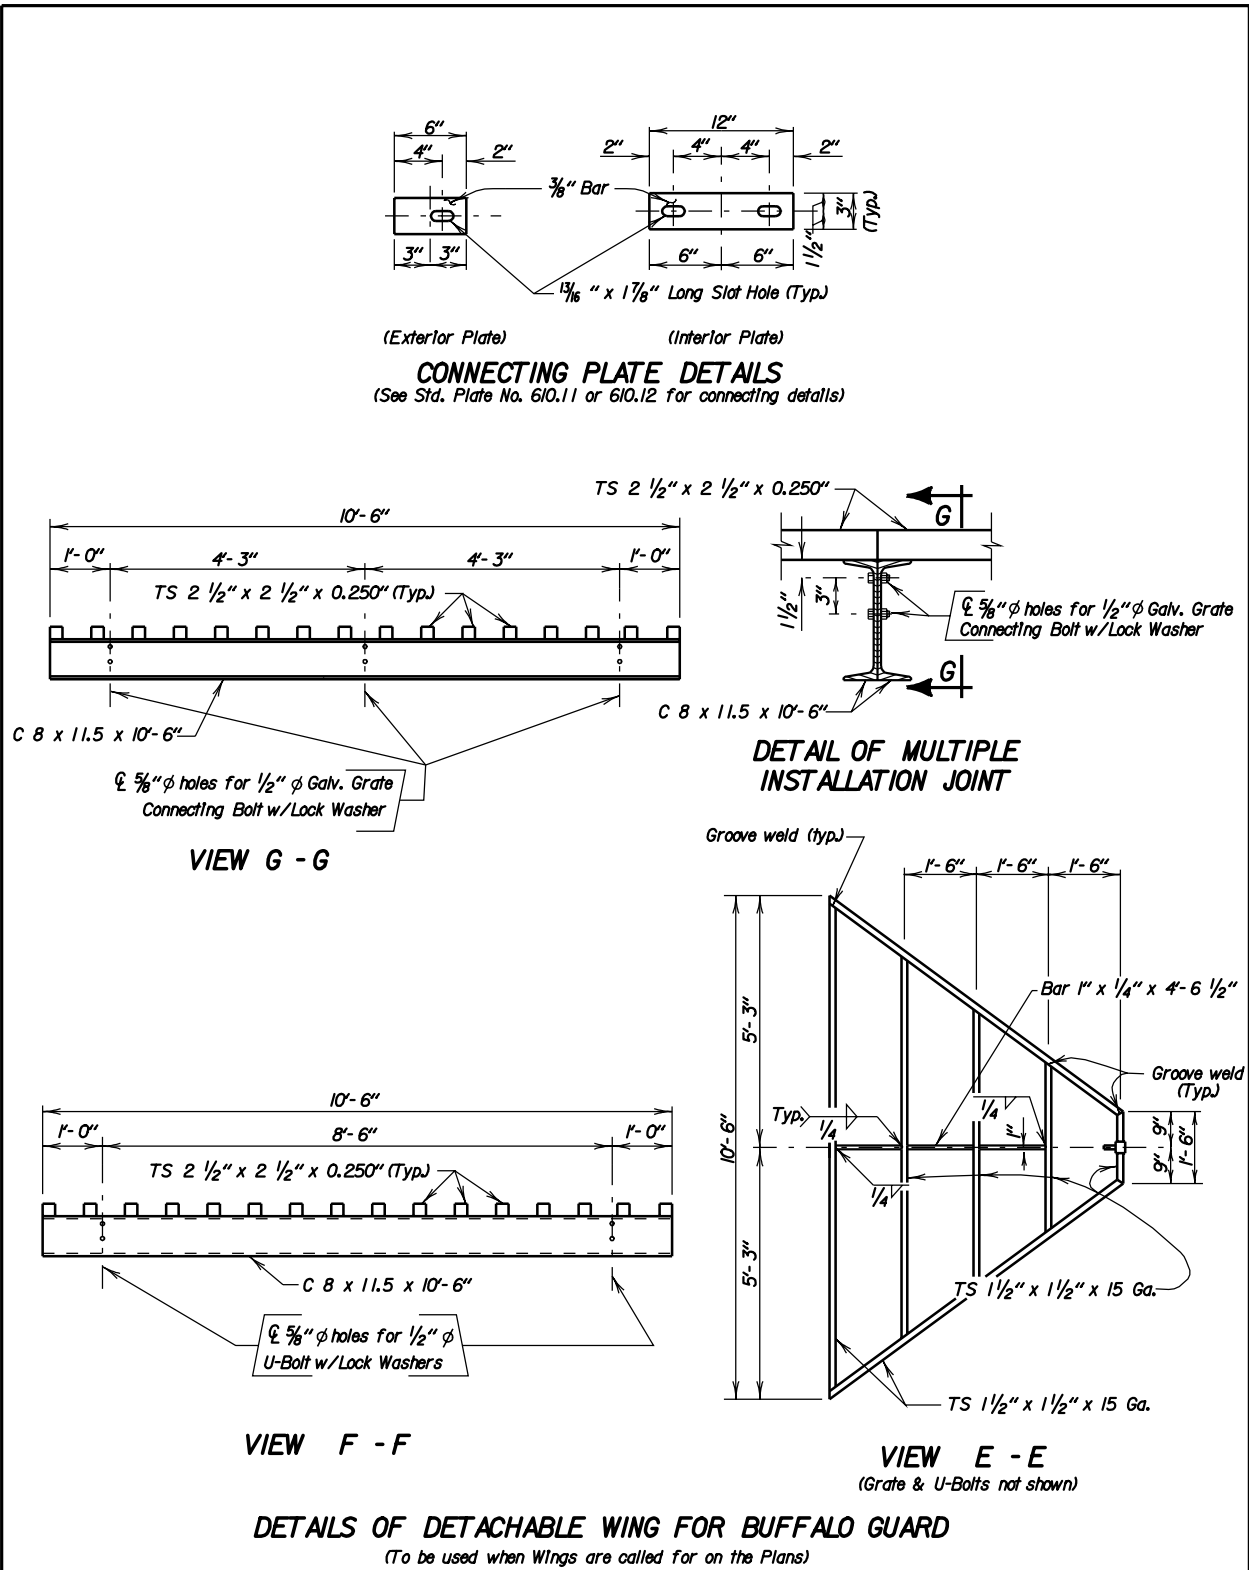 6" 12"
4" 2" 2" 4" 4" 2"
3/8" Bar
3" (Typ.)
3" 3" 6" 6" 1 1/2"
13/16 " x 1 7/8" Long Slot Hole (Typ.)
(Exterior Plate) (Interior Plate)
CONNECTING PLATE DETAILS
(See Std. Plate No. 610.11 or 610.12 for connecting details)
10'- 6"
1'- 0" 4'- 3" 4'- 3" 1'- 0"
TS 2 1/2" x 2 1/2" x 0.250" (Typ.)
C 8 x 11.5 x 10'- 6"
℄ 5/8" ϕ holes for 1/2" ϕ Galv. Grate
Connecting Bolt w/Lock Washer
VIEW G - G
TS 2 1/2" x 2 1/2" x 0.250"
G
1 1/2" 3"
℄ 5/8" ϕ holes for 1/2" ϕ Galv. Grate
Connecting Bolt w/Lock Washer
G
C 8 x 11.5 x 10'- 6"
DETAIL OF MULTIPLE
INSTALLATION JOINT
Groove weld (typ.)
1'- 6" 1'- 6" 1'- 6"
Bar 1" x 1/4" x 4'- 6 1/2"
5'- 3"
Groove weld
(Typ.)
10'- 6"
Typ. 1/4
1/4
1"
9"
9"
1'- 6"
1/4
5'- 3"
TS 1 1/2" x 1 1/2" x 15 Ga.
TS 1 1/2" x 1 1/2" x 15 Ga.
VIEW E - E
(Grate & U-Bolts not shown)
10'- 6"
1'- 0" 8'- 6" 1'- 0"
TS 2 1/2" x 2 1/2" x 0.250" (Typ.)
C 8 x 11.5 x 10'- 6"
℄ 5/8" ϕ holes for 1/2" ϕ
U-Bolt w/Lock Washers
VIEW F - F
DETAILS OF DETACHABLE WING FOR BUFFALO GUARD
(To be used when Wings are called for on the Plans)